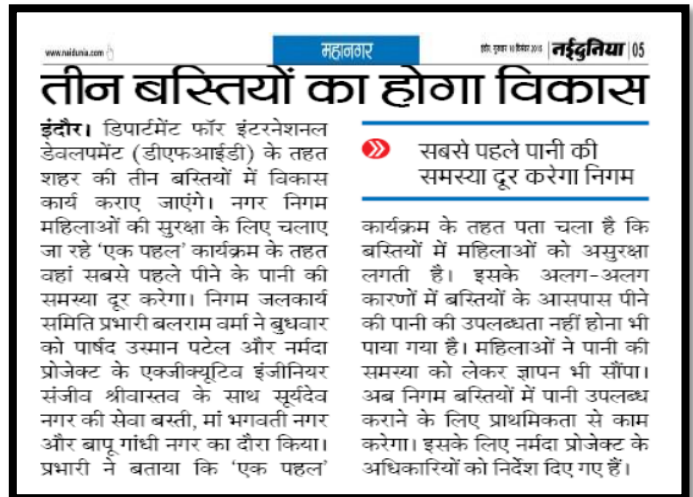 www.naidunia.com
महानगर
इंदौर, गुरुवार 10 दिसंबर 2015 नईदुनिया 05
तीन बस्तियों का होगा विकास
इंदौर। डिपार्टमेंट फॉर इंटरनेशनल
डेवलपमेंट (डीएफआईडी) के तहत
शहर की तीन बस्तियों में विकास
कार्य कराए जाएंगे। नगर निगम
महिलाओं की सुरक्षा के लिए चलाए
जा रहे 'एक पहल' कार्यक्रम के तहत
वहां सबसे पहले पीने के पानी की
समस्या दूर करेगा। निगम जलकार्य
समिति प्रभारी बलराम वर्मा ने बुधवार
को पार्षद उस्मान पटेल और नर्मदा
प्रोजेक्ट के एक्जीक्यूटिव इंजीनियर
संजीव श्रीवास्तव के साथ सूर्यदेव
नगर की सेवा बस्ती, मां भगवती नगर
और बापू गांधी नगर का दौरा किया।
प्रभारी ने बताया कि 'एक पहल'
सबसे पहले पानी की
समस्या दूर करेगा निगम
कार्यक्रम के तहत पता चला है कि
बस्तियों में महिलाओं को असुरक्षा
लगती है। इसके अलग-अलग
कारणों में बस्तियों के आसपास पीने
की पानी की उपलब्धता नहीं होना भी
पाया गया है। महिलाओं ने पानी की
समस्या को लेकर ज्ञापन भी सौंपा।
अब निगम बस्तियों में पानी उपलब्ध
कराने के लिए प्राथमिकता से काम
करेगा। इसके लिए नर्मदा प्रोजेक्ट के
अधिकारियों को निर्देश दिए गए हैं।